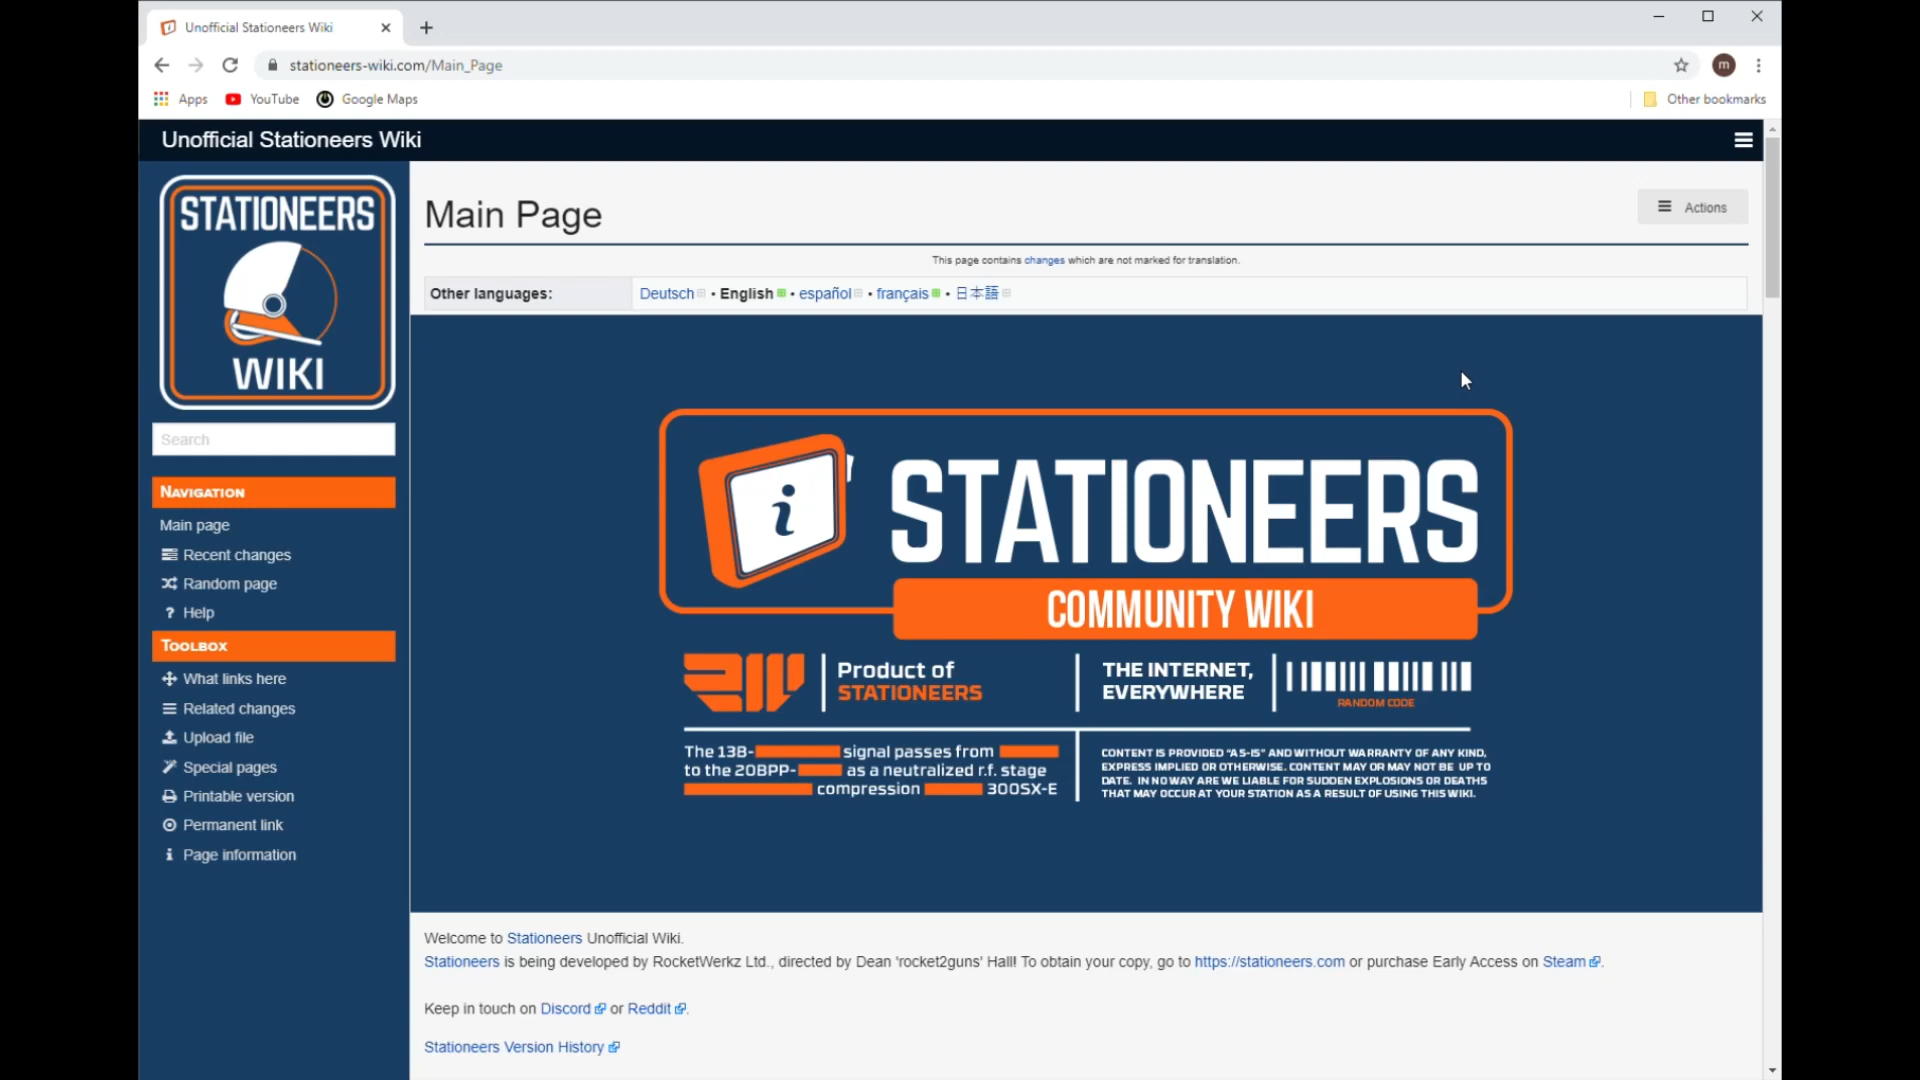 Unofficial Stationeers Wiki
stationeers-wiki.com/Main_Page
m
Apps YouTube Google Maps Other bookmarks
Unofficial Stationeers Wiki
STATIONEERS
WIKI
Search
NAVIGATION
Main page
Recent changes
Random page
Help
TOOLBOX
What links here
Related changes
Upload file
Special pages
Printable version
Permanent link
Page information
Main Page
Actions
This page contains changes which are not marked for translation.
Other languages: Deutsch • English • español • français • 日本語
i
STATIONEERS
COMMUNITY WIKI
Product of
STATIONEERS
THE INTERNET,
EVERYWHERE
RANDOM CODE
The 13B- signal passes from
to the 20BPP- as a neutralized r.f. stage
compression 300SX-E
CONTENT IS PROVIDED "AS-IS" AND WITHOUT WARRANTY OF ANY KIND,
EXPRESS IMPLIED OR OTHERWISE. CONTENT MAY OR MAY NOT BE UP TO
DATE. IN NO WAY ARE WE LIABLE FOR SUDDEN EXPLOSIONS OR DEATHS
THAT MAY OCCUR AT YOUR STATION AS A RESULT OF USING THIS WIKI.
Welcome to Stationeers Unofficial Wiki.
Stationeers is being developed by RocketWerkz Ltd., directed by Dean 'rocket2guns' Hall! To obtain your copy, go to https://stationeers.com or purchase Early Access on Steam.
Keep in touch on Discord or Reddit.
Stationeers Version History